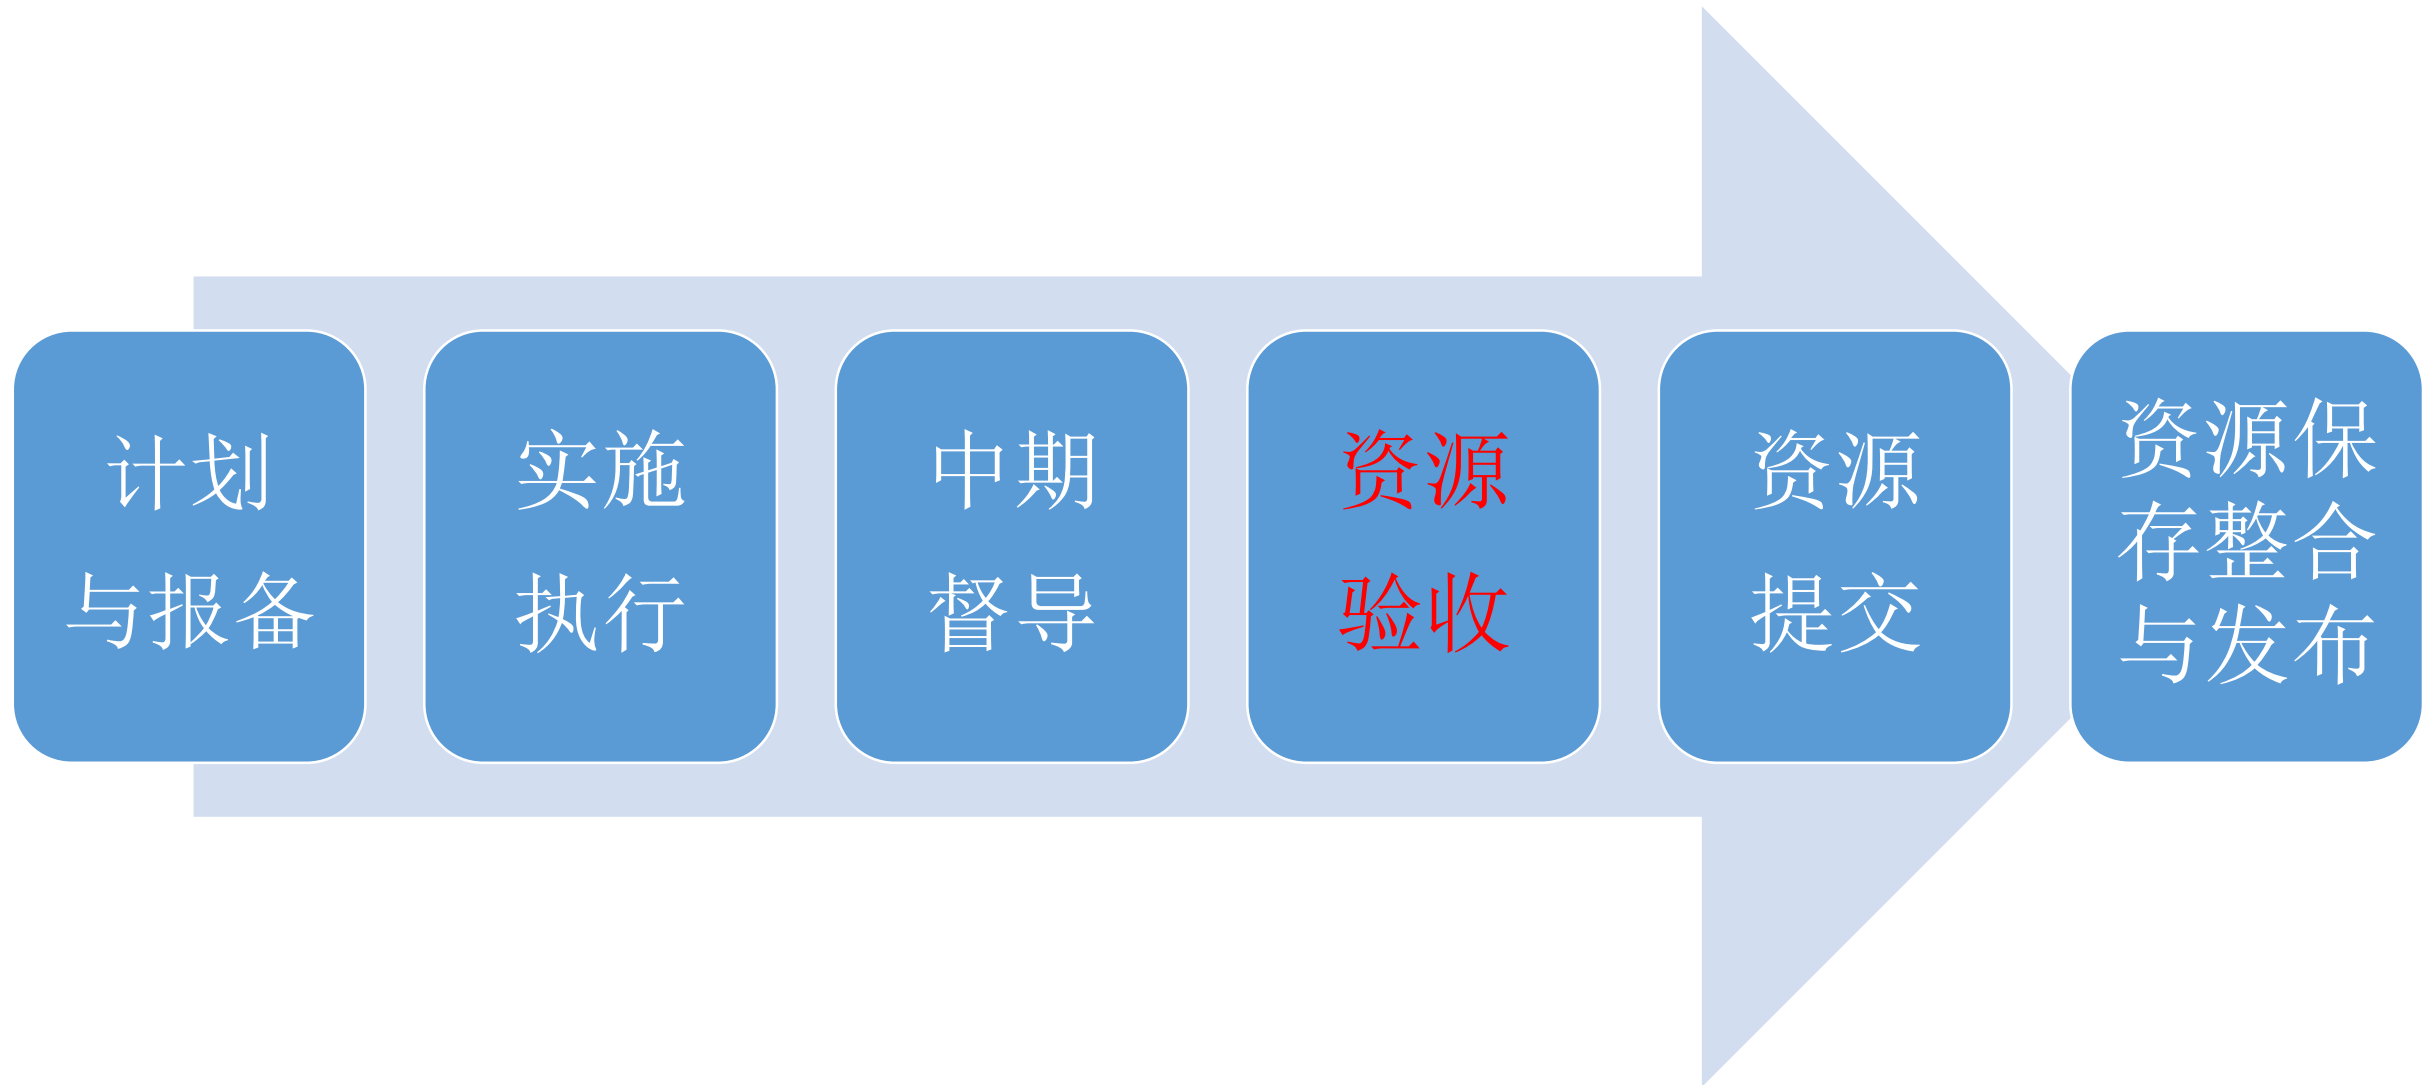 计划
与报备
实施
执行
中期
督导
资源
验收
资源
提交
资源保
存整合
与发布